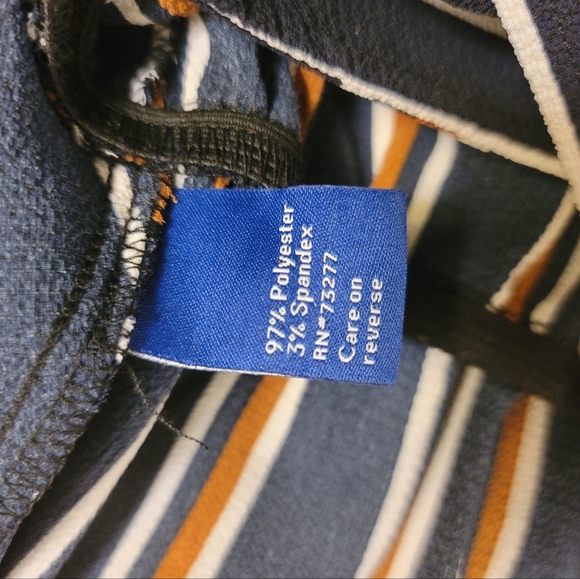 97% Polyester
3% Spandex
RN#73277
Care on
reverse